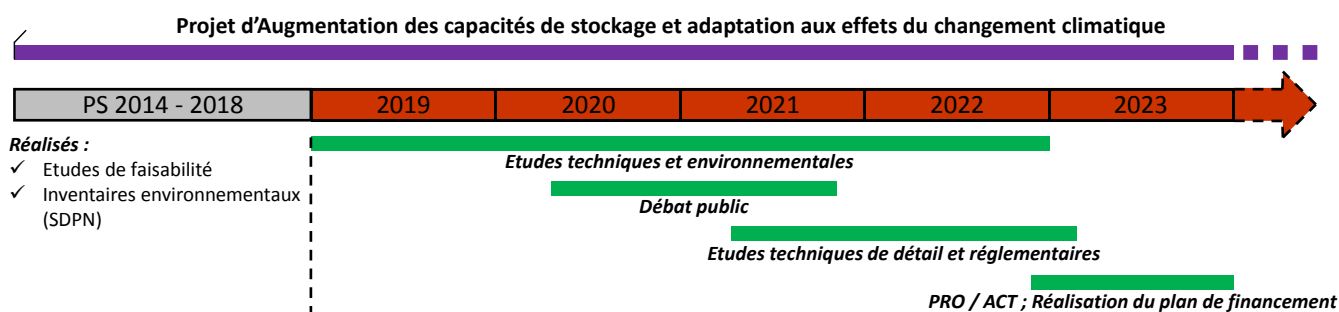 Projet d'Augmentation des capacités de stockage et adaptation aux effets du changement climatique
PS 2014 - 2018
2019
2020
2021
2022
2023
Réalisés :
✓ Etudes de faisabilité
✓ Inventaires environnementaux
(SDPN)
Etudes techniques et environnementales
Débat public
Etudes techniques de détail et réglementaires
PRO / ACT ; Réalisation du plan de financement